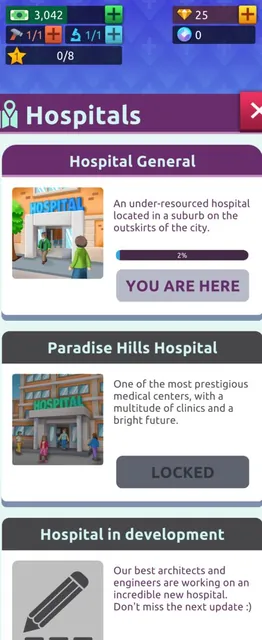 3,042
25
1/1
1/1
0
0/8
Hospitals
Hospital General
HOSPITAL
An under-resourced hospital
located in a suburb on the
outskirts of the city.
2%
YOU ARE HERE
Paradise Hills Hospital
HOSPITAL
One of the most prestigious
medical centers, with a
multitude of clinics and a
bright future.
LOCKED
Hospital in development
Our best architects and
engineers are working on an
incredible new hospital.
Don't miss the next update :)